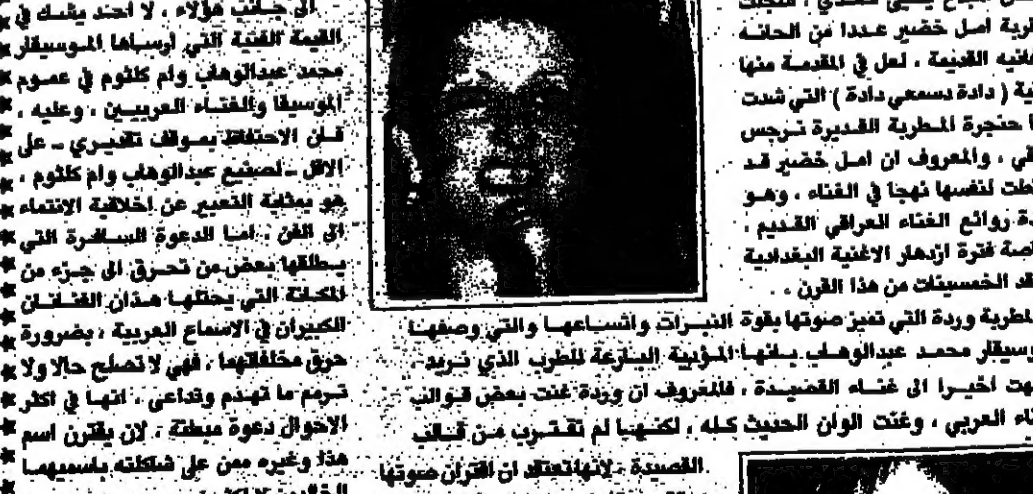 يحيى حمدي ، سجلت
المطربة امل خضير عددا من الحانه
القديمة ، لعل في المقدمة منها
( دادة دسمعي دادة ) التي شدت
حنجرة المطربة القديرة نرجس
، والمعروف ان امل خضير قد
لنفسها نهجا في الغناء ، وهو
روائع الغناء العراقي القديم ،
فترة ازدهار الاغنية البغدادية
الخمسينات من هذا القرن .
المطربة وردة التي تميز صوتها بقوة النبرات واتساعها والتي وصفها
الموسيقار محمد عبدالوهاب بانها المؤدية البارعة للطرب الذي نريد -
اخيرا الى غناء القصيدة ، فالمعروف ان وردة غنت بعض قوالب
العربي ، وغنت الوان الحديث كله ، لكنها لم تقترب من قالب
القصيدة ، لانها تعتقد ان اقتران صوتها
الى جانب هؤلاء ، لا احد يشك في
القيمة الفنية التي ارساها الموسيقار
محمد عبدالوهاب وام كلثوم في عموم
الموسيقا والغناء العربيين ، وعليه ،
فان الاحتفاظ بموقف تقديري - على
الاقل - لصنيع عبدالوهاب وام كلثوم ،
هو بمثابة التعبير عن اخلاقية الانتماء
الى الفن ، اما الدعوة السافرة التي
يطلقها بعض من تحرق الى جزء من
المكانة التي يحتلها هذان الفنانان
الكبيران في الاسماع العربية ، بضرورة
حرق مخلفاتهما ، فهي لا تصلح حالا ولا
ترمم ما تهدم وتداعى ، انها في اكثر
الاحوال دعوة مبطنة ، لان يقترن اسم
هذا وغيره ممن على شاكلته باسميهما